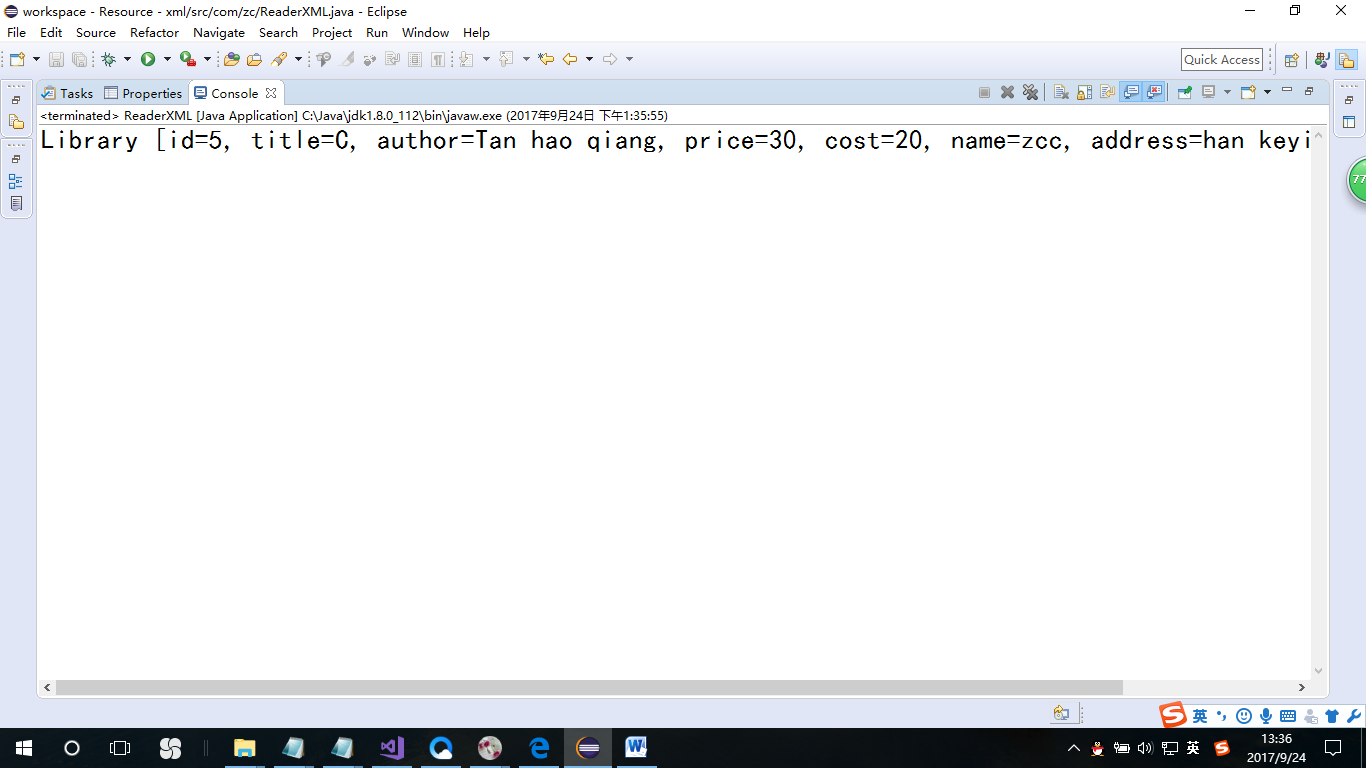 workspace - Resource - xml/src/com/zc/ReaderXML.java - Eclipse
File Edit Source Refactor Navigate Search Project Run Window Help
Quick Access
Tasks Properties Console
<terminated> ReaderXML [Java Application] C:\Java\jdk1.8.0_112\bin\javaw.exe (2017年9月24日 下午1:35:55)
Library [id=5, title=C, author=Tan hao qiang, price=30, cost=20, name=zcc, address=han keyi
77
英
英
13:36
2017/9/24